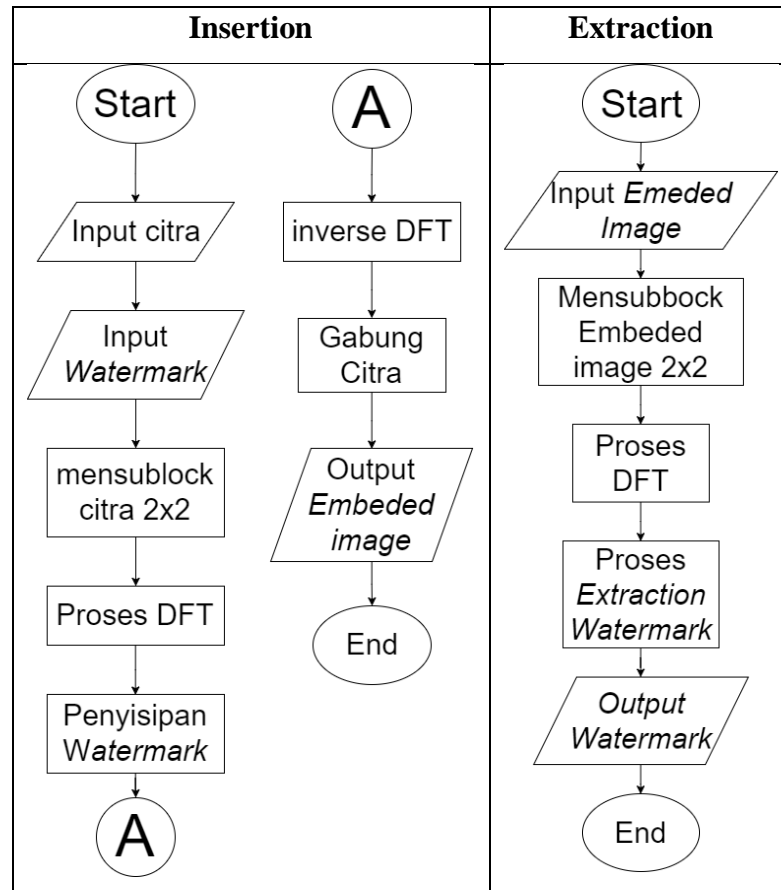 Insertion
Start
Input citra
Input
Watermark
mensublock
citra 2x2
Proses DFT
Penyisipan
Watermark
A
A
inverse DFT
Gabung
Citra
Output
Embeded
image
End
Extraction
Start
Input Emeded
Image
Mensubbock
Embeded
image 2x2
Proses
DFT
Proses
Extraction
Watermark
Output
Watermark
End